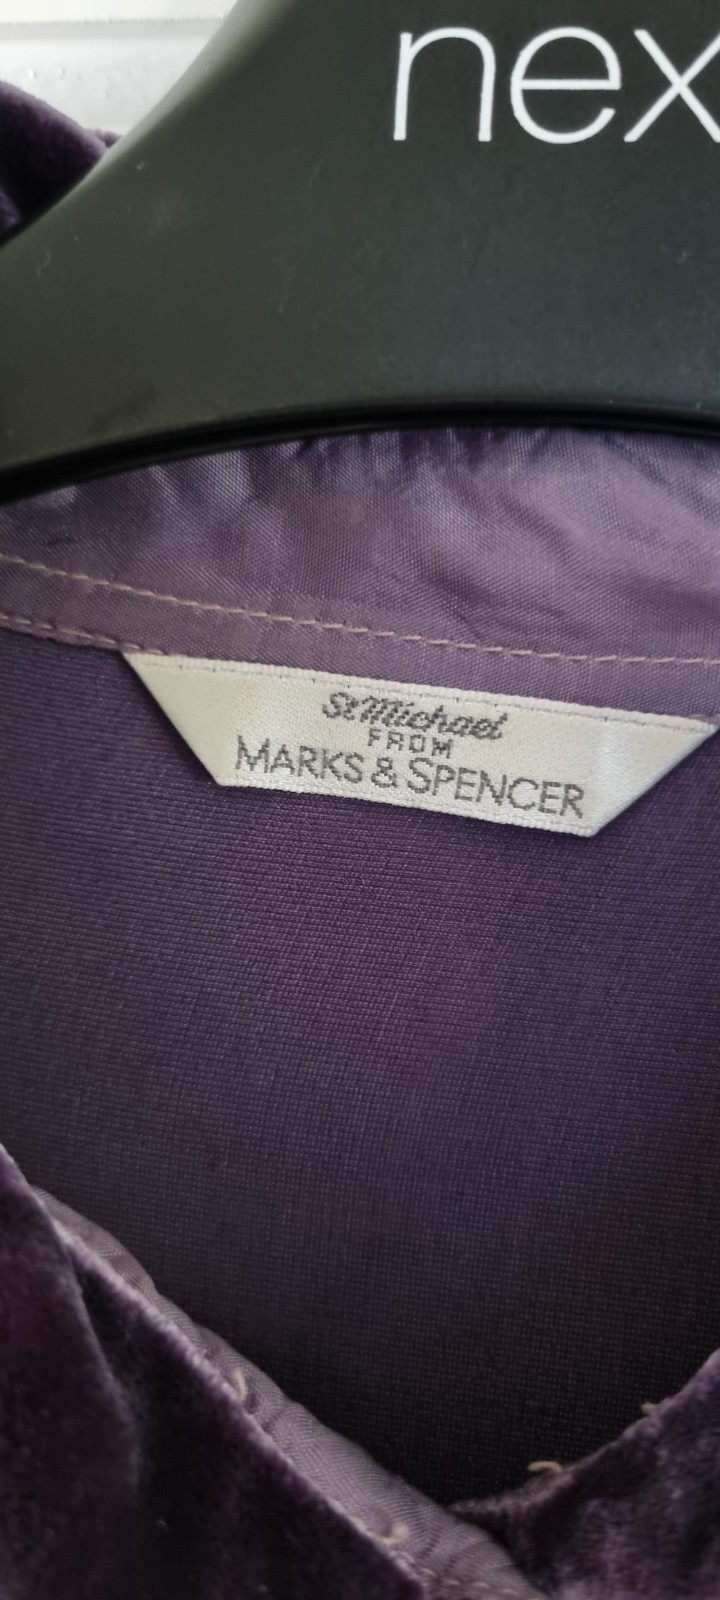 nex
St Michael
FROM
MARKS & SPENCER